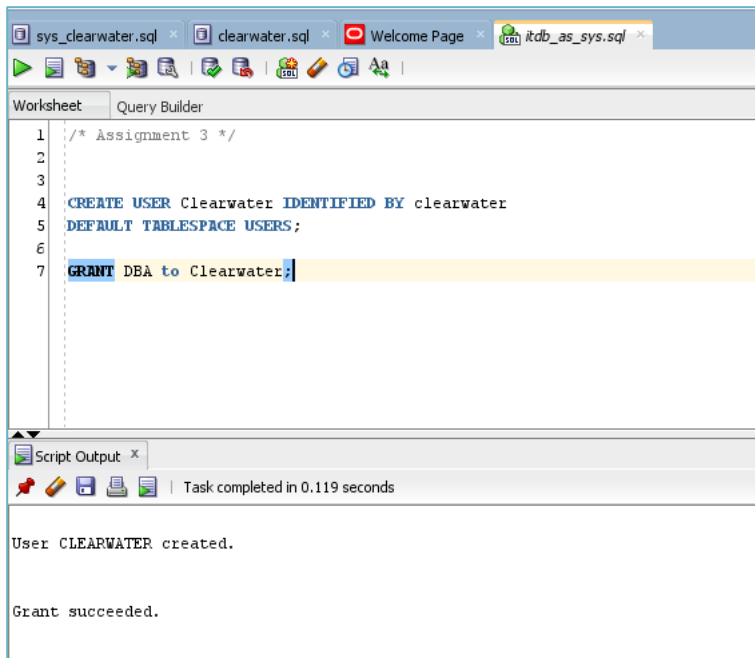 sys_clearwater.sql clearwater.sql Welcome Page itdb_as_sys.sql
SQL Aa
Worksheet Query Builder
1 /* Assignment 3 */
2
3
4 CREATE USER Clearwater IDENTIFIED BY clearwater
5 DEFAULT TABLESPACE USERS;
6
7 GRANT DBA to Clearwater;
Script Output x
Task completed in 0.119 seconds
User CLEARWATER created.
Grant succeeded.